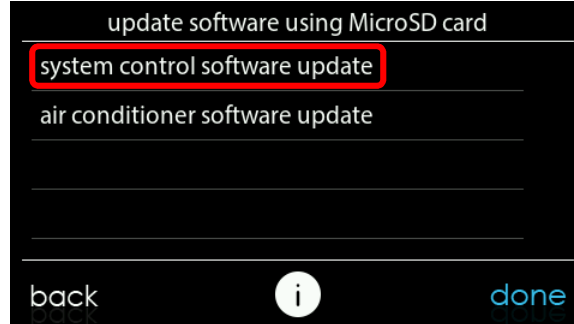 update software using MicroSD card
system control software update
air conditioner software update
back
i
done